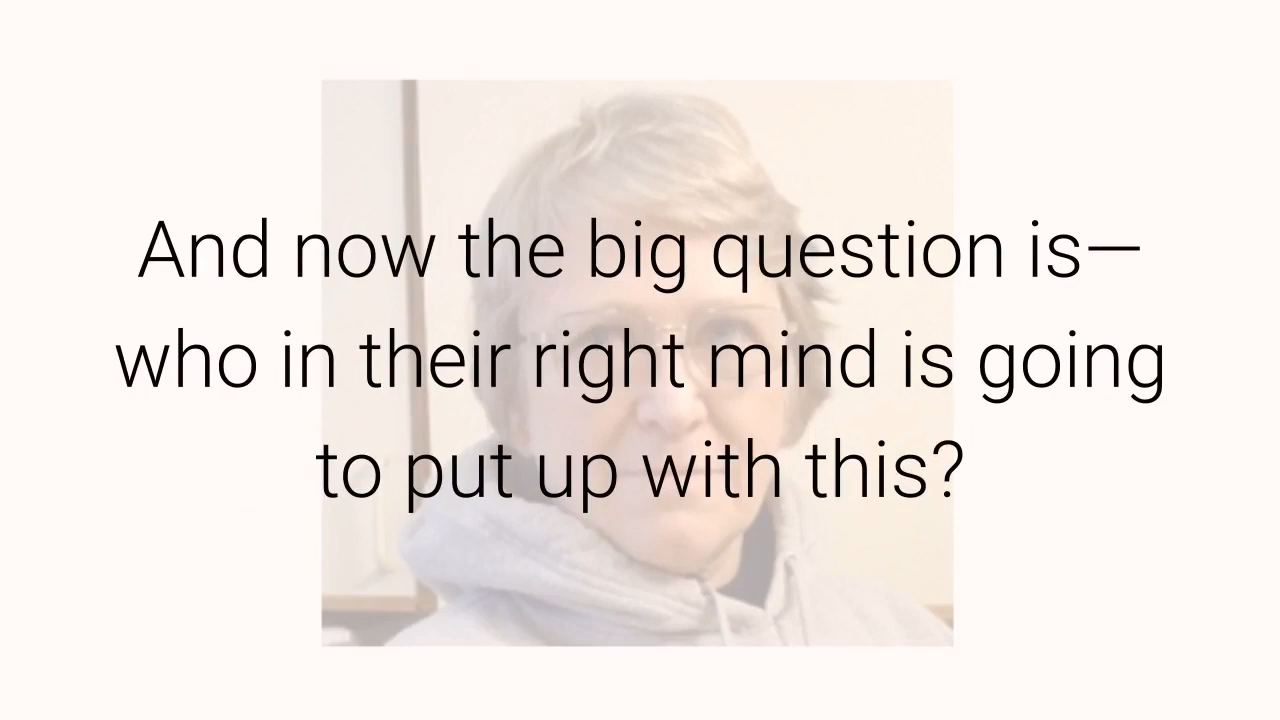 And now the big question is—
who in their right mind is going
to put up with this?